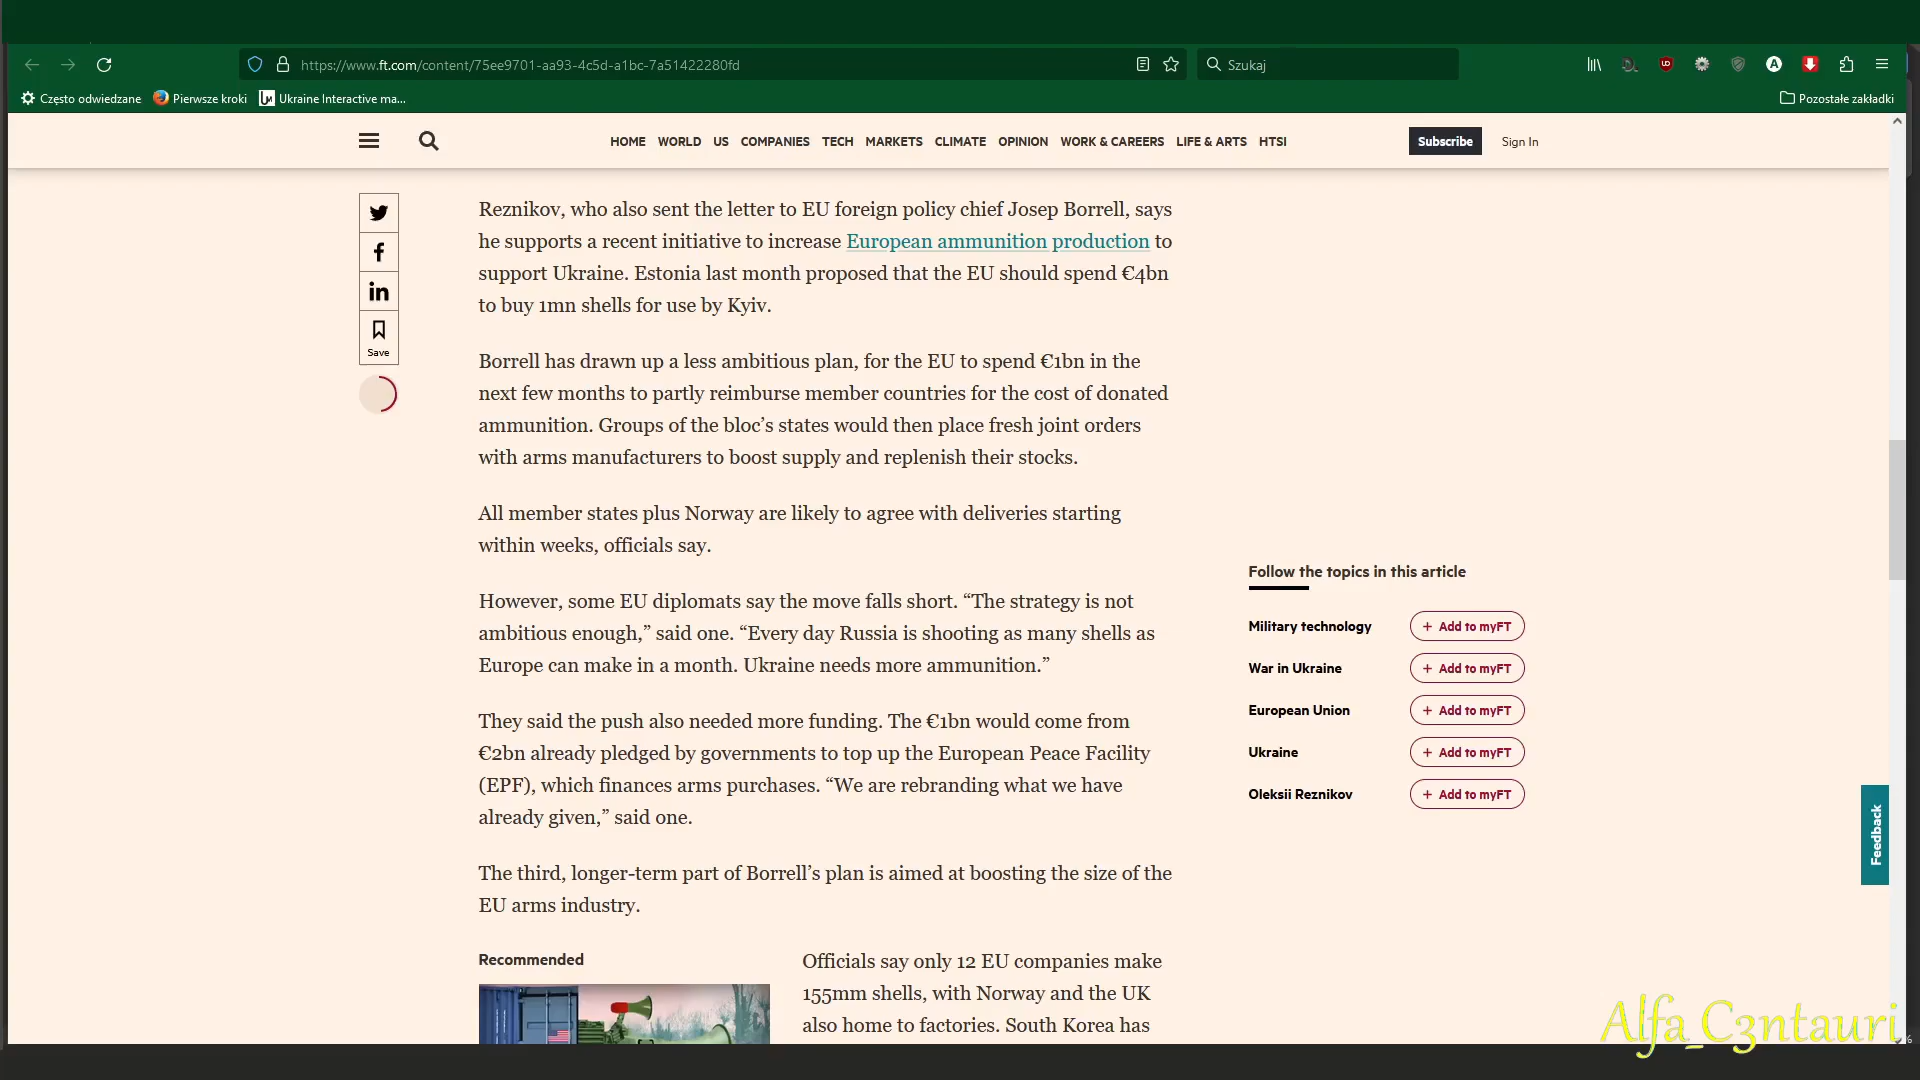 https://www.ft.com/content/75ee9701-aa93-4c5d-a1bc-7a51422280fd
Szukaj
Często odwiedzane
Pierwsze kroki
Ukraine Interactive ma...
Pozostałe zakładki
HOME WORLD US COMPANIES TECH MARKETS CLIMATE OPINION WORK & CAREERS LIFE & ARTS HTSI
Subscribe
Sign In
Save
Reznikov, who also sent the letter to EU foreign policy chief Josep Borrell, says
he supports a recent initiative to increase European ammunition production to
support Ukraine. Estonia last month proposed that the EU should spend €4bn
to buy 1mn shells for use by Kyiv.
Borrell has drawn up a less ambitious plan, for the EU to spend €1bn in the
next few months to partly reimburse member countries for the cost of donated
ammunition. Groups of the bloc’s states would then place fresh joint orders
with arms manufacturers to boost supply and replenish their stocks.
All member states plus Norway are likely to agree with deliveries starting
within weeks, officials say.
However, some EU diplomats say the move falls short. “The strategy is not
ambitious enough,” said one. “Every day Russia is shooting as many shells as
Europe can make in a month. Ukraine needs more ammunition.”
They said the push also needed more funding. The €1bn would come from
€2bn already pledged by governments to top up the European Peace Facility
(EPF), which finances arms purchases. “We are rebranding what we have
already given,” said one.
The third, longer-term part of Borrell’s plan is aimed at boosting the size of the
EU arms industry.
Recommended
Officials say only 12 EU companies make
155mm shells, with Norway and the UK
also home to factories. South Korea has
Follow the topics in this article
Military technology + Add to myFT
War in Ukraine + Add to myFT
European Union + Add to myFT
Ukraine + Add to myFT
Oleksii Reznikov + Add to myFT
Feedback
Alfa_C3ntauri